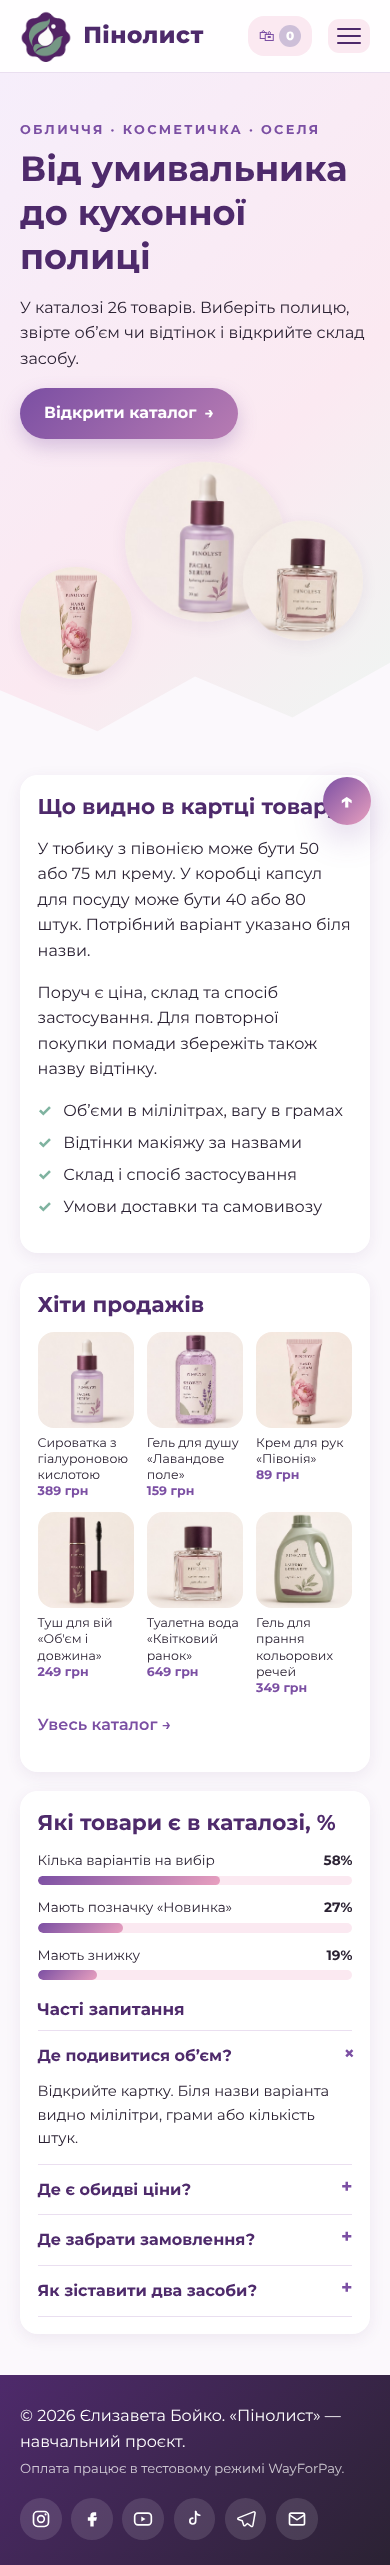 Пінолист
0
ОБЛИЧЧЯ · КОСМЕТИЧКА · ОСЕЛЯ
Від умивальника
до кухонної
полиці
У каталозі 26 товарів. Виберіть полицю,
звірте об’єм чи відтінок і відкрийте склад
засобу.
Відкрити каталог →
PINOLYST
FACIAL
SERUM
PINOLYST
PINOLYST
HAND
CREAM
Що видно в картці товару
У тюбику з півонією може бути 50
або 75 мл крему. У коробці капсул
для посуду може бути 40 або 80
штук. Потрібний варіант указано біля
назви.
Поруч є ціна, склад та спосіб
застосування. Для повторної
покупки помади збережіть також
назву відтінку.
Об’єми в мілілітрах, вагу в грамах
Відтінки макіяжу за назвами
Склад і спосіб застосування
Умови доставки та самовивозу
Хіти продажів
Сироватка з
гіалуроновою
кислотою
389 грн
Гель для душу
«Лавандове
поле»
159 грн
Крем для рук
«Півонія»
89 грн
Туш для вій
«Об'єм і
довжина»
249 грн
Туалетна вода
«Квітковий
ранок»
649 грн
Гель для
прання
кольорових
речей
349 грн
Увесь каталог →
Які товари є в каталозі, %
Кілька варіантів на вибір 58%
Мають позначку «Новинка» 27%
Мають знижку 19%
Часті запитання
Де подивитися об’єм?
Відкрийте картку. Біля назви варіанта
видно мілілітри, грами або кількість
штук.
Де є обидві ціни?
Де забрати замовлення?
Як зіставити два засоби?
© 2026 Єлизавета Бойко. «Пінолист» —
навчальний проєкт.
Оплата працює в тестовому режимі WayForPay.